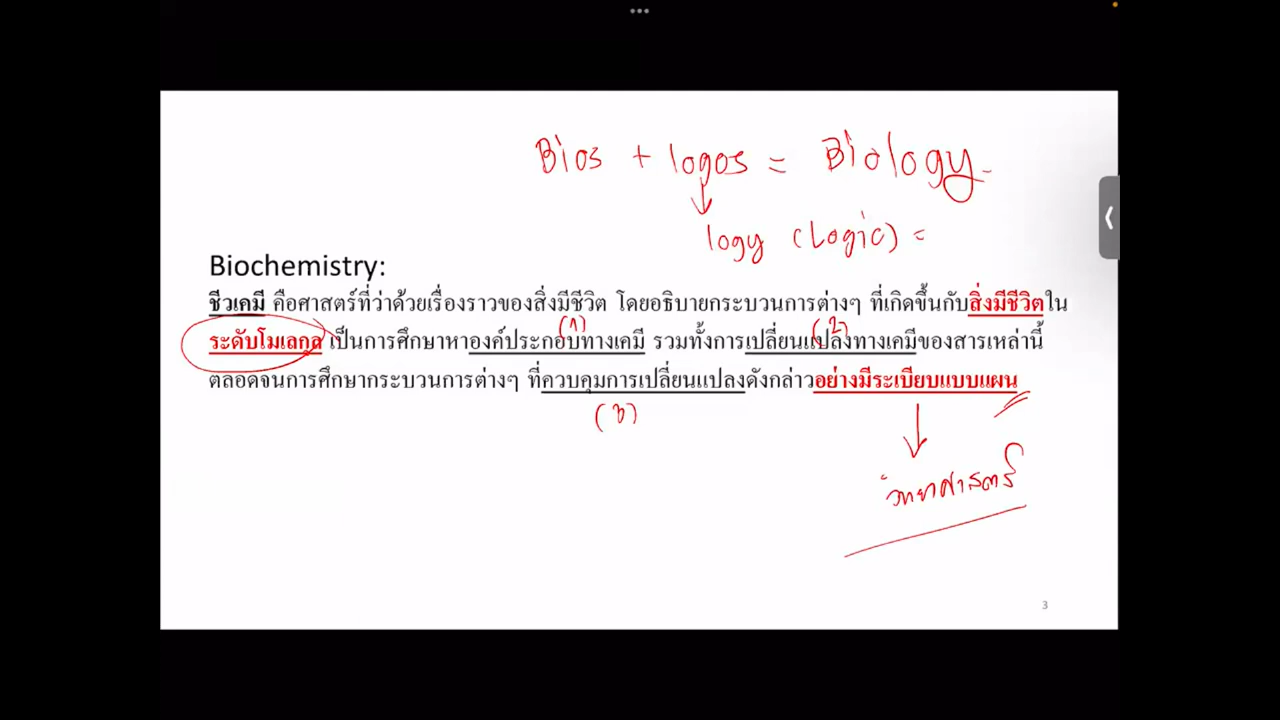 Bios + logos = Biology
logy (Logic) =
Biochemistry:
ชีวเคมี คือศาสตร์ที่ว่าด้วยเรื่องราวของสิ่งมีชีวิต โดยอธิบายกระบวนการต่างๆ ที่เกิดขึ้นกับสิ่งมีชีวิตใน
(1) (2)
ระดับโมเลกุล เป็นการศึกษาหาองค์ประกอบทางเคมี รวมทั้งการเปลี่ยนแปลงทางเคมีของสารเหล่านี้
ตลอดจนการศึกษากระบวนการต่างๆ ที่ควบคุมการเปลี่ยนแปลงดังกล่าวอย่างมีระเบียบแบบแผน
(3)
วิทยาศาสตร์
3